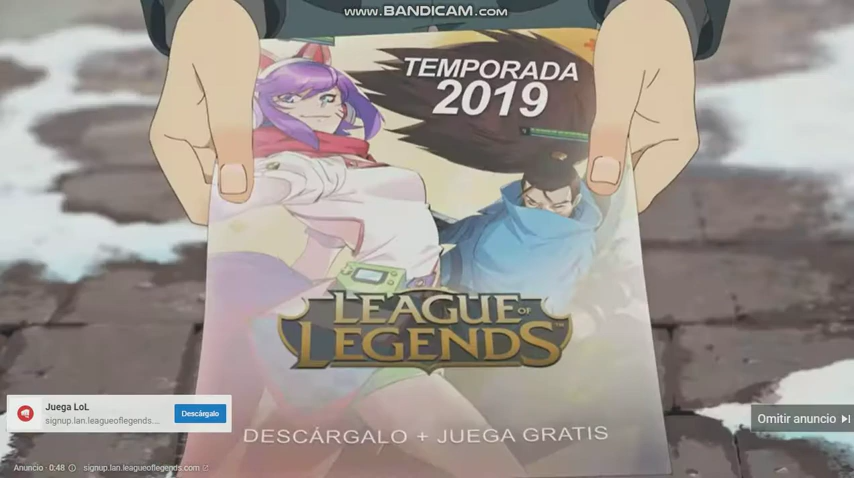 www.BANDICAM.com
TEMPORADA
2019
LEAGUE OF
LEGENDS™
Juega LoL
signup.lan.leagueoflegends....
Descárgalo
Omitir anuncio
DESCÁRGALO + JUEGA GRATIS
Anuncio · 0:48
signup.lan.leagueoflegends.com